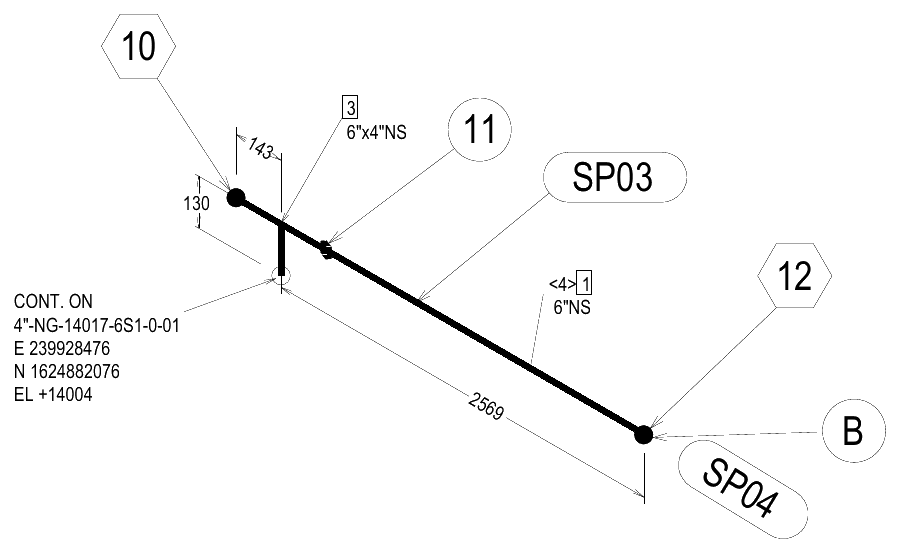 10
3
6"x4"NS
11
143
SP03
130
<4> 1
6"NS
12
CONT. ON
4"-NG-14017-6S1-0-01
E 239928476
N 1624882076
EL +14004
2569
B
SP04